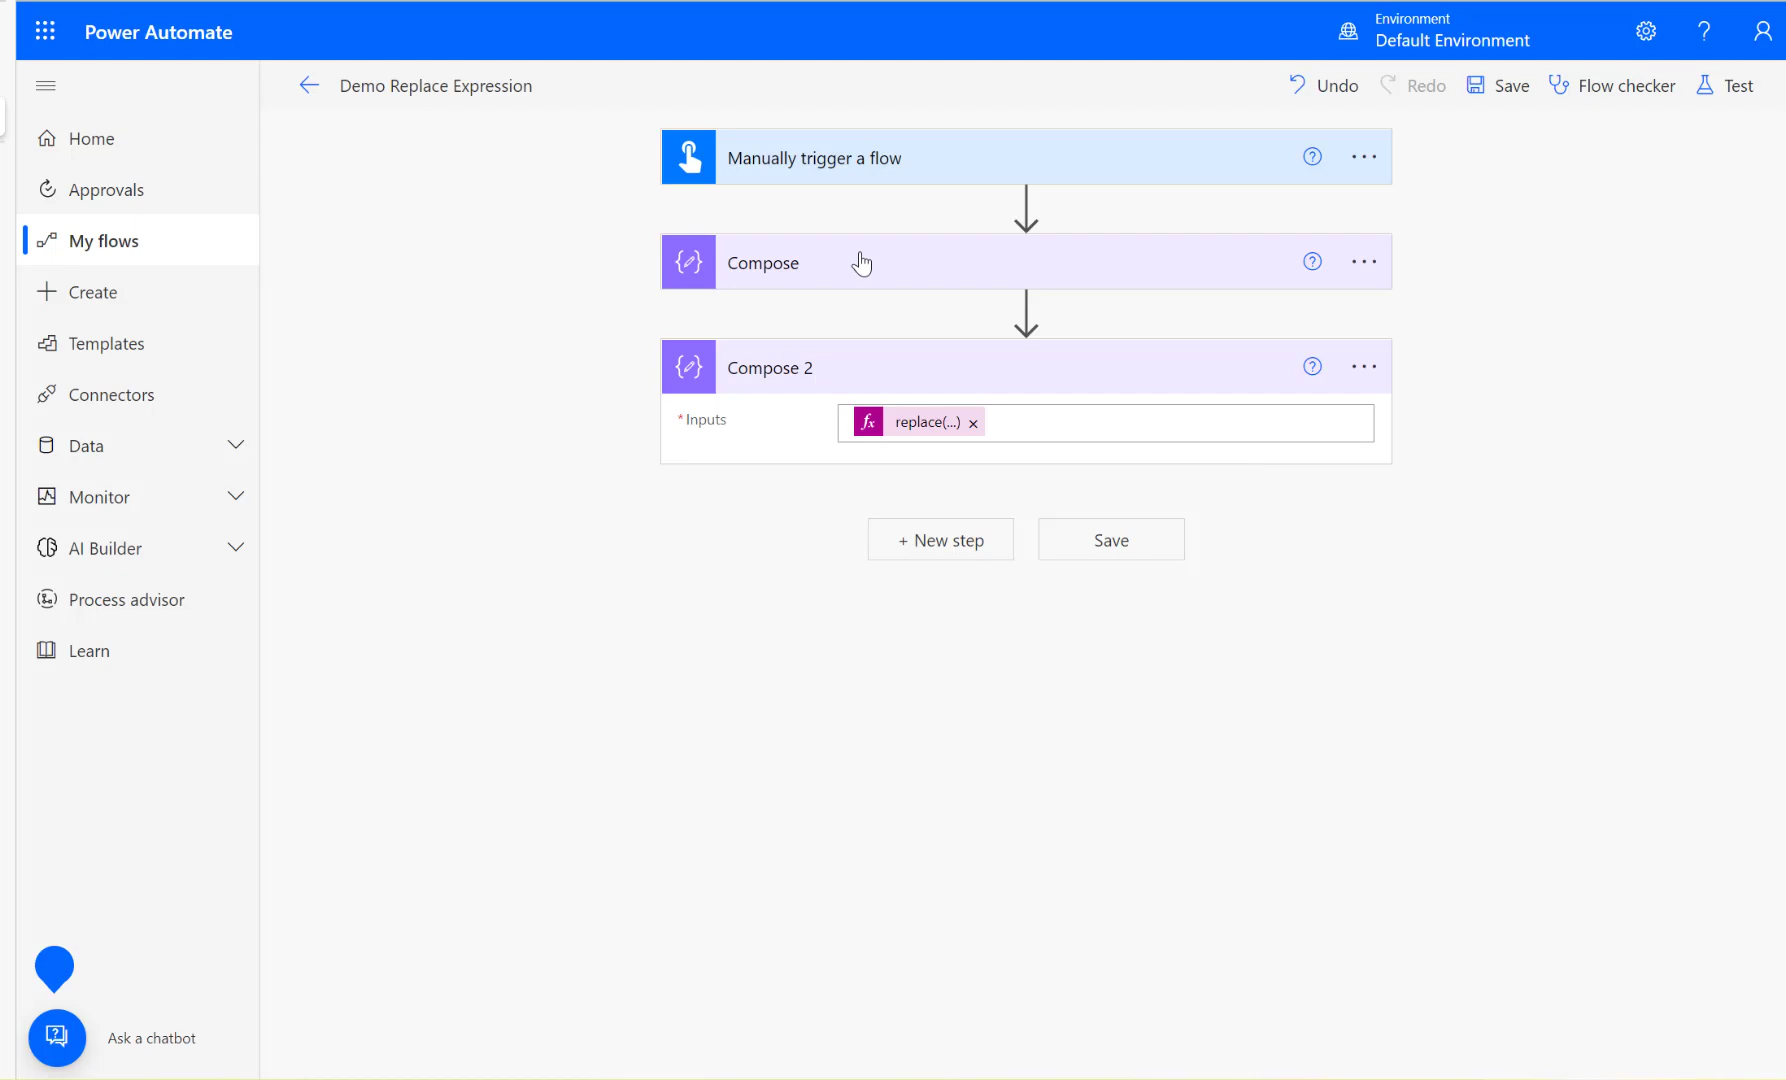 Power Automate
Environment
Default Environment
?
Demo Replace Expression
Undo
Redo
Save
Flow checker
Test
Home
Approvals
My flows
+ Create
Templates
Connectors
Data
Monitor
AI Builder
Process advisor
Learn
Ask a chatbot
Manually trigger a flow
? ...
Compose
? ...
Compose 2
? ...
*Inputs
fx replace(...) ×
+ New step
Save